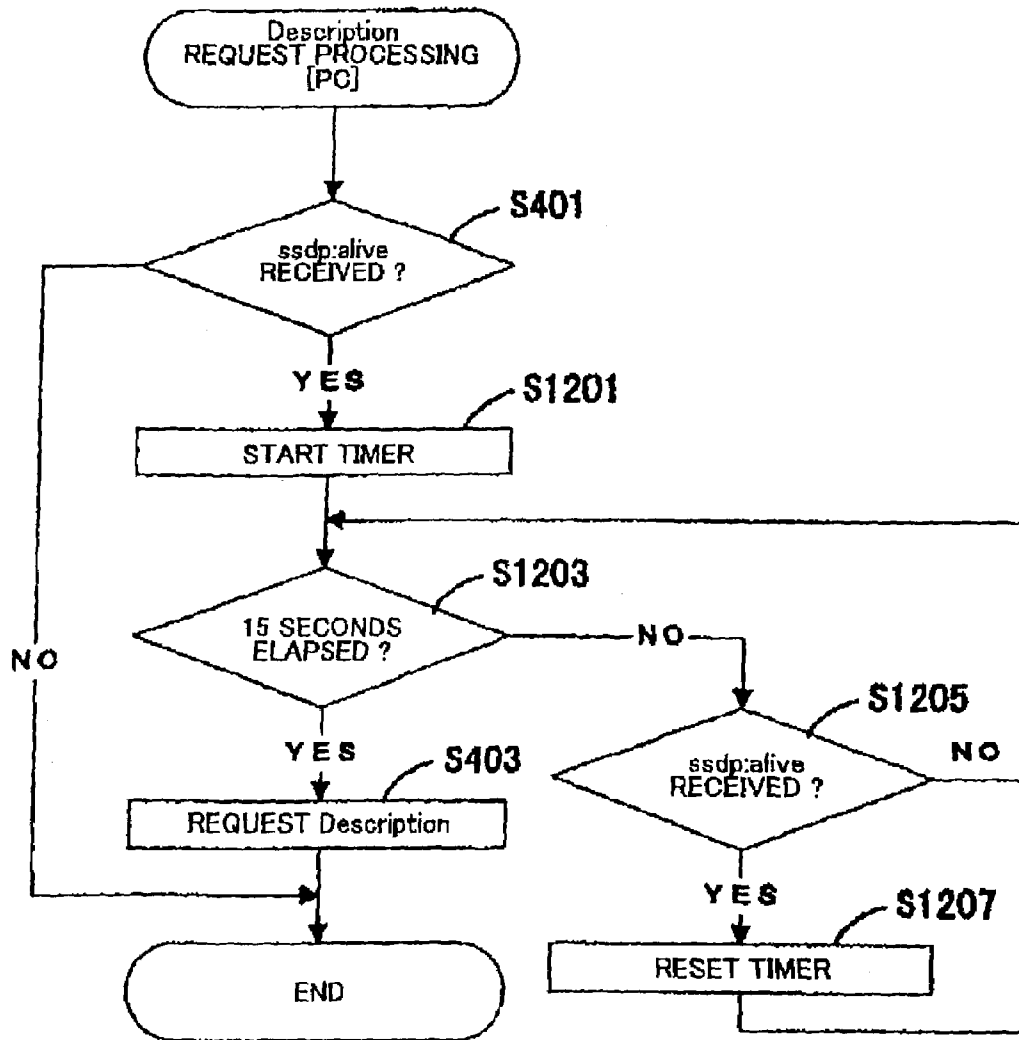 Description
REQUEST PROCESSING
[PC]
S401
ssdp:alive
RECEIVED ?
YES
S1201
START TIMER
S1203
15 SECONDS
ELAPSED ?
NO
NO
S1205
YES
S403
ssdp:alive
RECEIVED ?
NO
REQUEST Description
YES
S1207
END
RESET TIMER